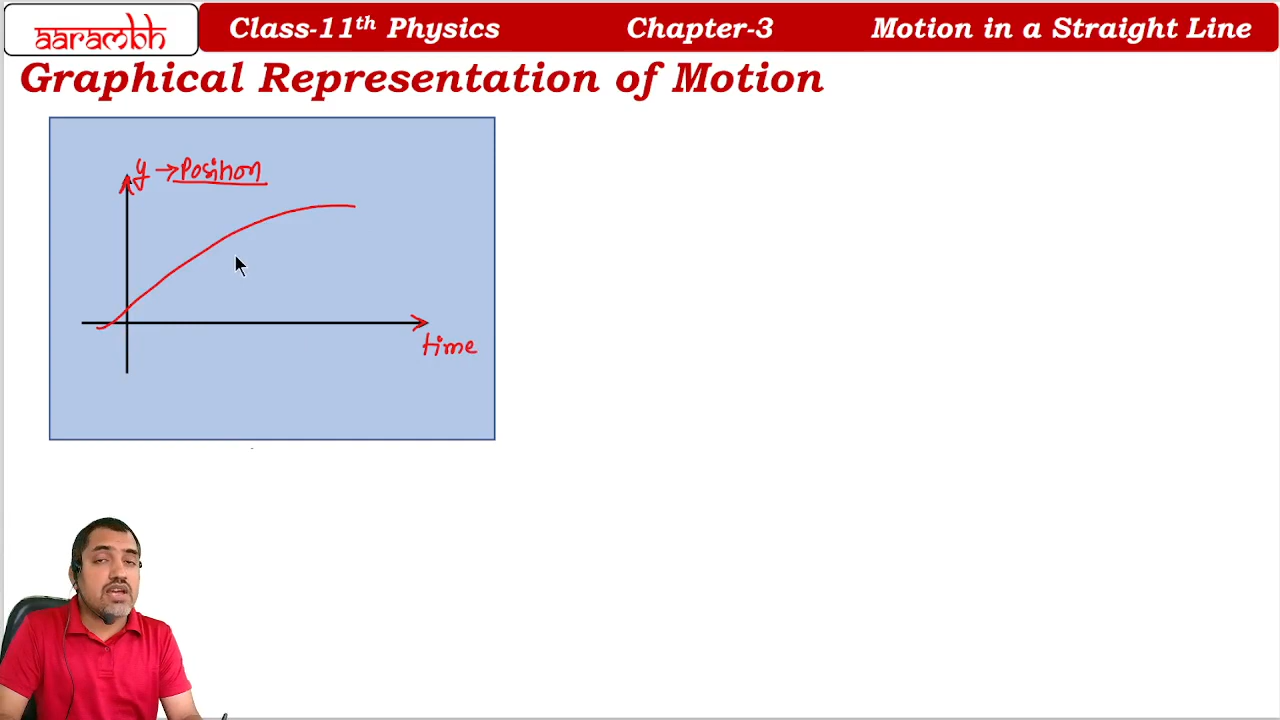 aarambh
Class-11th Physics Chapter-3 Motion in a Straight Line
Graphical Representation of Motion
y → Position
time